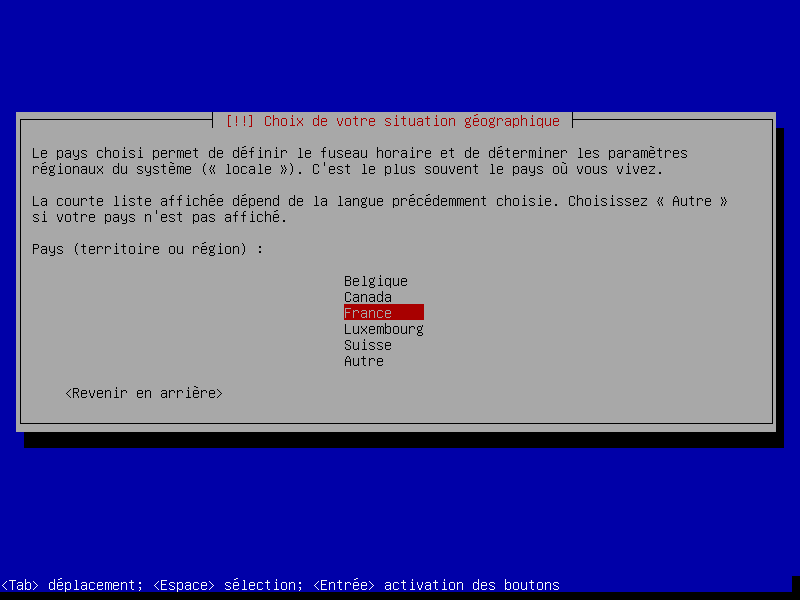 [!!] Choix de votre situation géographique
Le pays choisi permet de définir le fuseau horaire et de déterminer les paramètres
régionaux du système (« locale »). C'est le plus souvent le pays où vous vivez.
La courte liste affichée dépend de la langue précédemment choisie. Choisissez « Autre »
si votre pays n'est pas affiché.
Pays (territoire ou région) :
Belgique
Canada
France
Luxembourg
Suisse
Autre
<Revenir en arrière>
<Tab> déplacement; <Espace> sélection; <Entrée> activation des boutons